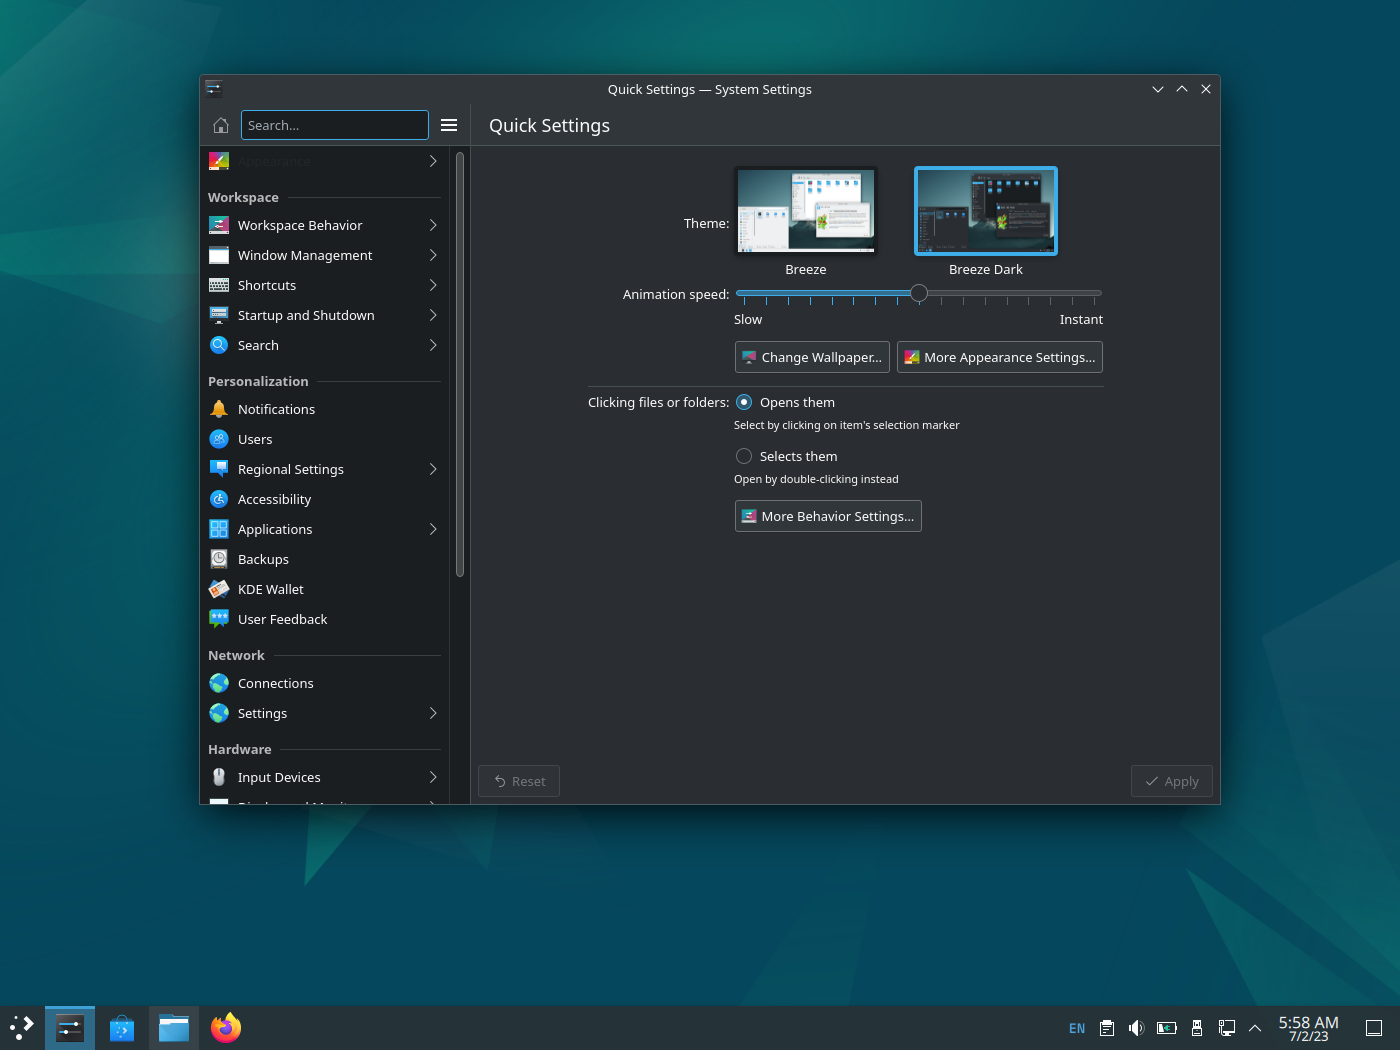 Quick Settings — System Settings
Search...
Quick Settings
Appearance
Workspace
Workspace Behavior
Window Management
Shortcuts
Startup and Shutdown
Search
Personalization
Notifications
Users
Regional Settings
Accessibility
Applications
Backups
KDE Wallet
User Feedback
Network
Connections
Settings
Hardware
Input Devices
Theme:
Breeze
Breeze Dark
Animation speed:
Slow
Instant
Change Wallpaper...
More Appearance Settings...
Clicking files or folders:
Opens them
Select by clicking on item's selection marker
Selects them
Open by double-clicking instead
More Behavior Settings...
Reset
Apply
EN
5:58 AM
7/2/23